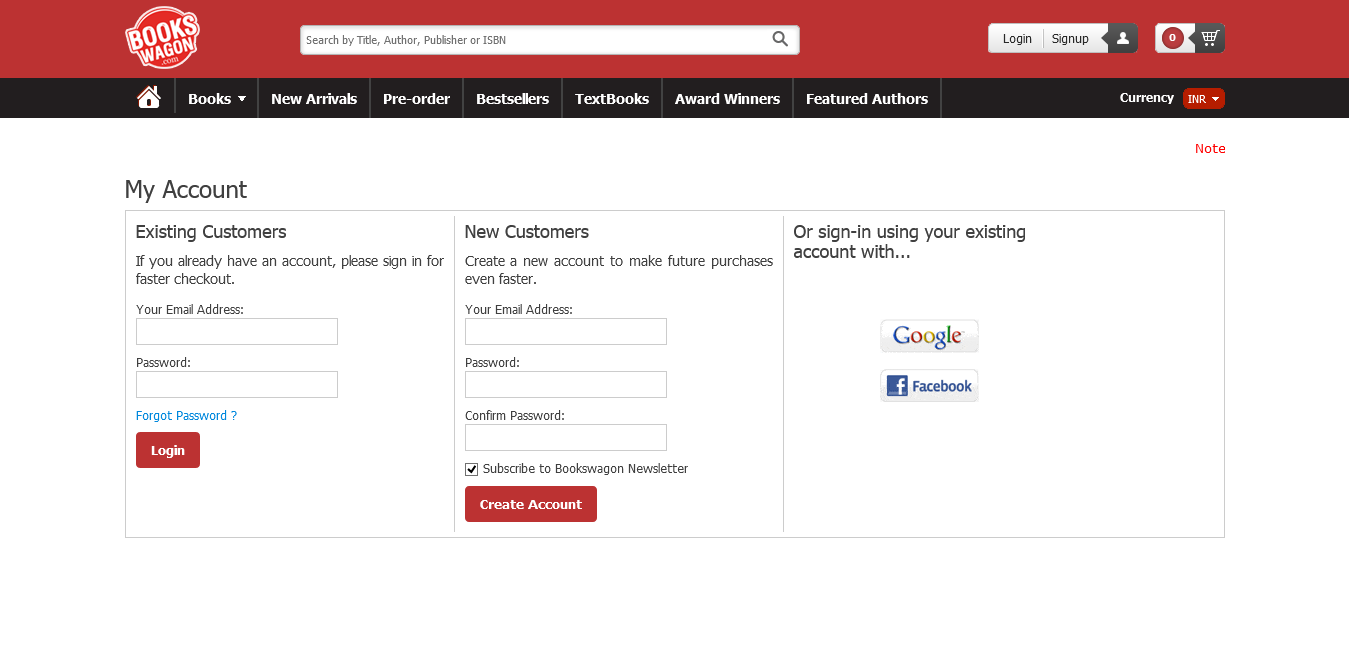 BOOKS
WAGON
.com
Search by Title, Author, Publisher or ISBN
Login Signup
0
Books New Arrivals Pre-order Bestsellers TextBooks Award Winners Featured Authors
Currency INR
Note
My Account
Existing Customers
If you already have an account, please sign in for
faster checkout.
Your Email Address:
Password:
Forgot Password ?
Login
New Customers
Create a new account to make future purchases
even faster.
Your Email Address:
Password:
Confirm Password:
Subscribe to Bookswagon Newsletter
Create Account
Or sign-in using your existing
account with...
Google
f Facebook